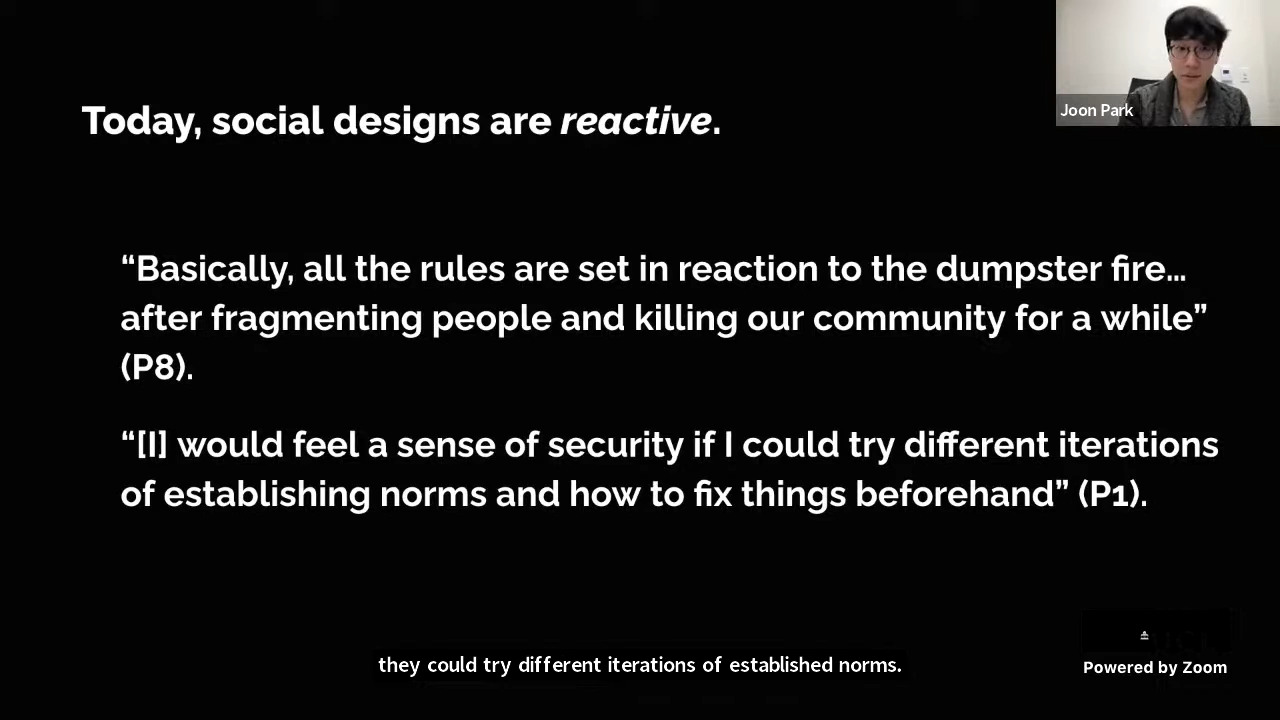 Joon Park
Today, social designs are reactive.
“Basically, all the rules are set in reaction to the dumpster fire...
after fragmenting people and killing our community for a while”
(P8).
“[I] would feel a sense of security if I could try different iterations
of establishing norms and how to fix things beforehand” (P1).
they could try different iterations of established norms.
Powered by Zoom